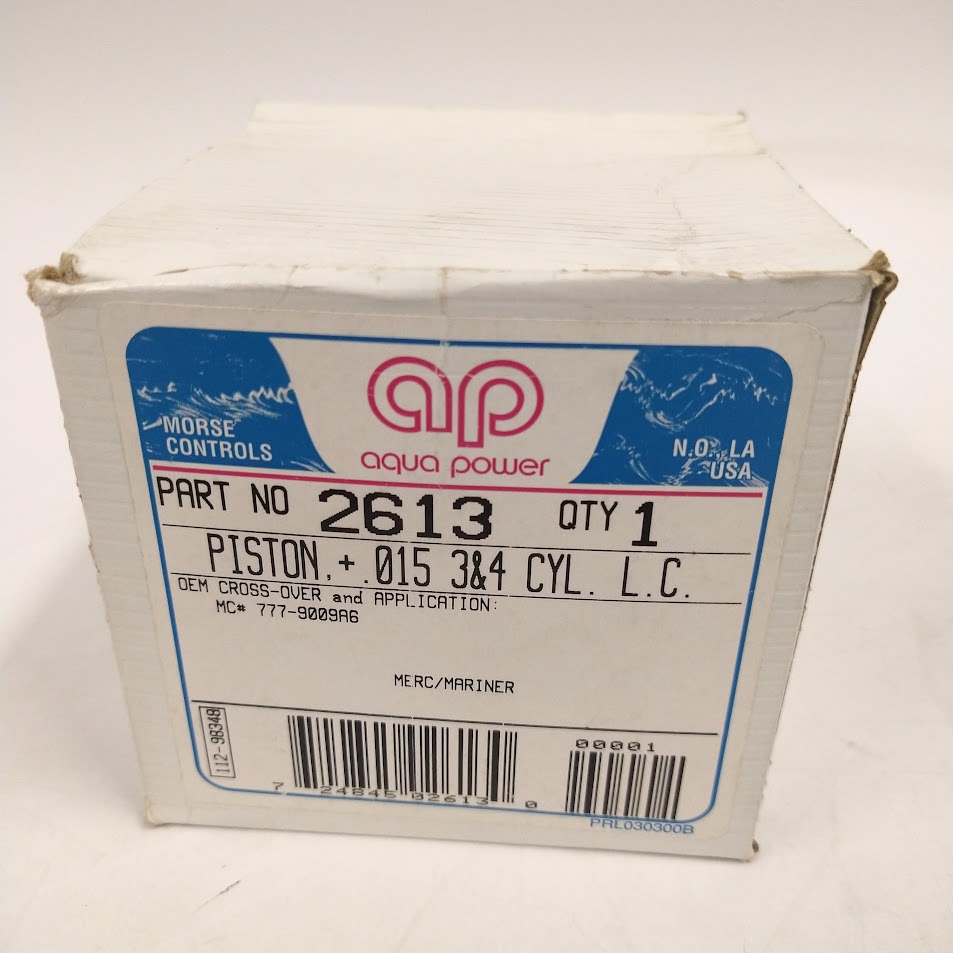 ap
aqua power
MORSE
CONTROLS
N.O., LA
USA
PART NO 2613 QTY 1
PISTON, + .015 3&4 CYL. L.C.
OEM CROSS-OVER and APPLICATION:
MC# 777-9009A6
MERC/MARINER
112-98348
00001
7 24845 02613 0
PRL030300B